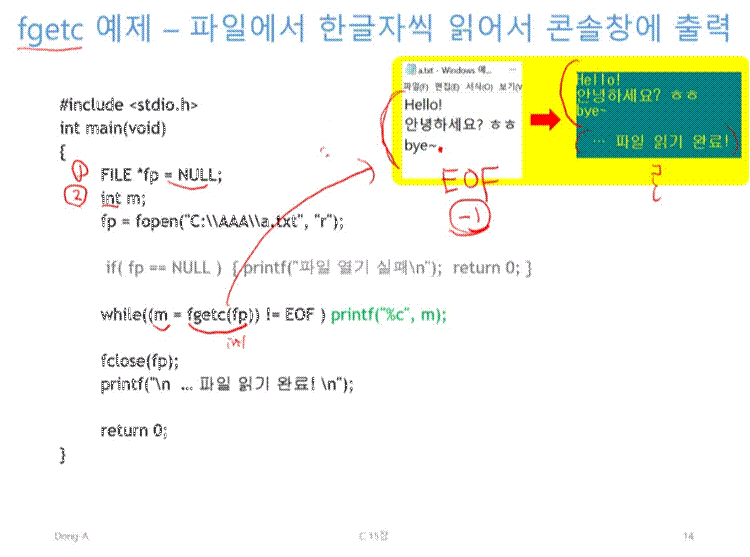 fgetc 예제 – 파일에서 한글자씩 읽어서 콘솔창에 출력
a.txt - Windows 메...
파일(F) 편집(E) 서식(O) 보기(V
Hello!
안녕하세요? ㅎㅎ
bye~
Hello!
안녕하세요? ㅎㅎ
bye~
... 파일 읽기 완료!
EOF
-1
#include <stdio.h>
int main(void)
{
1 FILE *fp = NULL;
2 int m;
fp = fopen("C:\\AAA\\a.txt", "r");
if( fp == NULL ) { printf("파일 열기 실패\n"); return 0; }
while((m = fgetc(fp)) != EOF ) printf("%c", m);
int
fclose(fp);
printf("\n ... 파일 읽기 완료! \n");
return 0;
}
Dong-A
C 15장
14